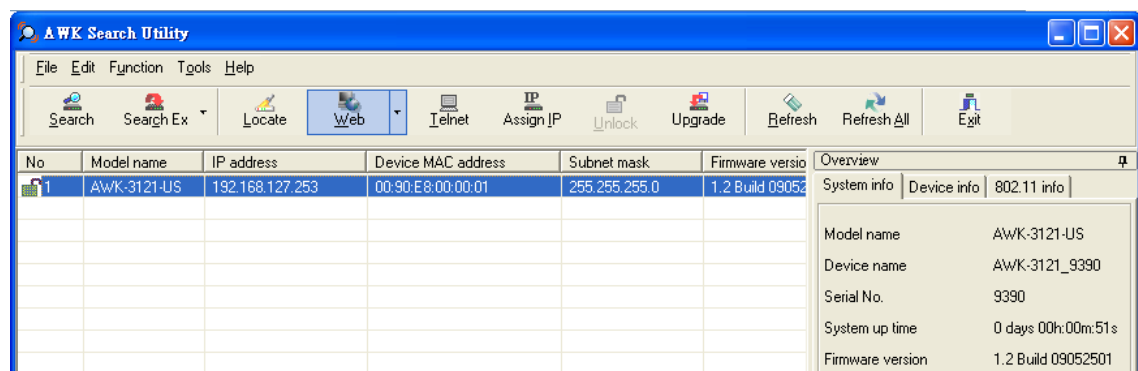 AWK Search Utility
File Edit Function Tools Help
Search Search Ex Locate Web Telnet IP Assign IP Unlock Upgrade Refresh Refresh All Exit
No Model name IP address Device MAC address Subnet mask Firmware versio
1 AWK-3121-US 192.168.127.253 00:90:E8:00:00:01 255.255.255.0 1.2 Build 09052
Overview
System info Device info 802.11 info
Model name AWK-3121-US
Device name AWK-3121_9390
Serial No. 9390
System up time 0 days 00h:00m:51s
Firmware version 1.2 Build 09052501